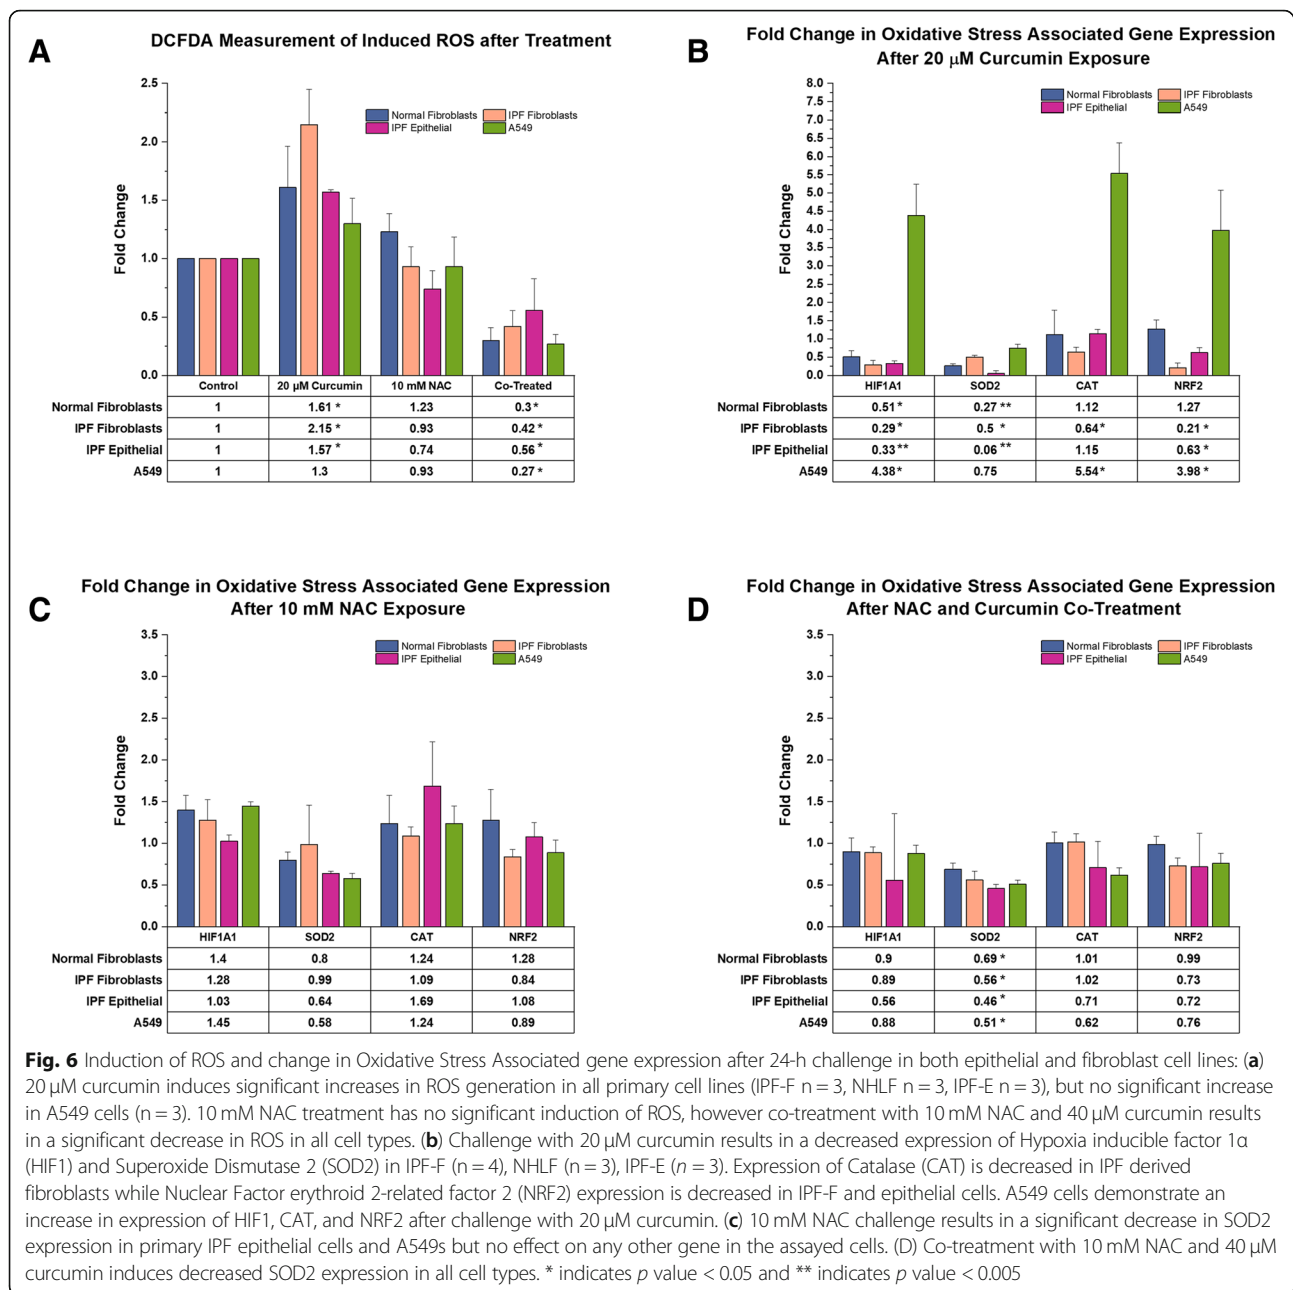 A
DCFDA Measurement of Induced ROS after Treatment
Fold Change
2.5
2.0
1.5
1.0
0.5
0.0
Normal Fibroblasts IPF Fibroblasts
IPF Epithelial A549
Control 20 µM Curcumin 10 mM NAC Co-Treated
Normal Fibroblasts 1 1.61 * 1.23 0.3 *
IPF Fibroblasts 1 2.15 * 0.93 0.42 *
IPF Epithelial 1 1.57 * 0.74 0.56 *
A549 1 1.3 0.93 0.27 *
B
Fold Change in Oxidative Stress Associated Gene Expression
After 20 µM Curcumin Exposure
Fold Change
8.0
7.5
7.0
6.5
6.0
5.5
5.0
4.5
4.0
3.5
3.0
2.5
2.0
1.5
1.0
0.5
0.0
Normal Fibroblasts IPF Fibroblasts
IPF Epithelial A549
HIF1A1 SOD2 CAT NRF2
Normal Fibroblasts 0.51 * 0.27 ** 1.12 1.27
IPF Fibroblasts 0.29 * 0.5 * 0.64 * 0.21 *
IPF Epithelial 0.33 ** 0.06 ** 1.15 0.63 *
A549 4.38 * 0.75 5.54 * 3.98 *
C
Fold Change in Oxidative Stress Associated Gene Expression
After 10 mM NAC Exposure
Fold Change
3.5
3.0
2.5
2.0
1.5
1.0
0.5
0.0
Normal Fibroblasts IPF Fibroblasts
IPF Epithelial A549
HIF1A1 SOD2 CAT NRF2
Normal Fibroblasts 1.4 0.8 1.24 1.28
IPF Fibroblasts 1.28 0.99 1.09 0.84
IPF Epithelial 1.03 0.64 1.69 1.08
A549 1.45 0.58 1.24 0.89
D
Fold Change in Oxidative Stress Associated Gene Expression
After NAC and Curcumin Co-Treatment
Fold Change
3.5
3.0
2.5
2.0
1.5
1.0
0.5
0.0
Normal Fibroblasts IPF Fibroblasts
IPF Epithelial A549
HIF1A1 SOD2 CAT NRF2
Normal Fibroblasts 0.9 0.69 * 1.01 0.99
IPF Fibroblasts 0.89 0.56 * 1.02 0.73
IPF Epithelial 0.56 0.46 * 0.71 0.72
A549 0.88 0.51 * 0.62 0.76
Fig. 6 Induction of ROS and change in Oxidative Stress Associated gene expression after 24-h challenge in both epithelial and fibroblast cell lines: (a)
20 µM curcumin induces significant increases in ROS generation in all primary cell lines (IPF-F n = 3, NHLF n = 3, IPF-E n = 3), but no significant increase
in A549 cells (n = 3). 10 mM NAC treatment has no significant induction of ROS, however co-treatment with 10 mM NAC and 40 µM curcumin results
in a significant decrease in ROS in all cell types. (b) Challenge with 20 µM curcumin results in a decreased expression of Hypoxia inducible factor 1α
(HIF1) and Superoxide Dismutase 2 (SOD2) in IPF-F (n = 4), NHLF (n = 3), IPF-E (n = 3). Expression of Catalase (CAT) is decreased in IPF derived
fibroblasts while Nuclear Factor erythroid 2-related factor 2 (NRF2) expression is decreased in IPF-F and epithelial cells. A549 cells demonstrate an
increase in expression of HIF1, CAT, and NRF2 after challenge with 20 µM curcumin. (c) 10 mM NAC challenge results in a significant decrease in SOD2
expression in primary IPF epithelial cells and A549s but no effect on any other gene in the assayed cells. (D) Co-treatment with 10 mM NAC and 40 µM
curcumin induces decreased SOD2 expression in all cell types. * indicates p value < 0.05 and ** indicates p value < 0.005